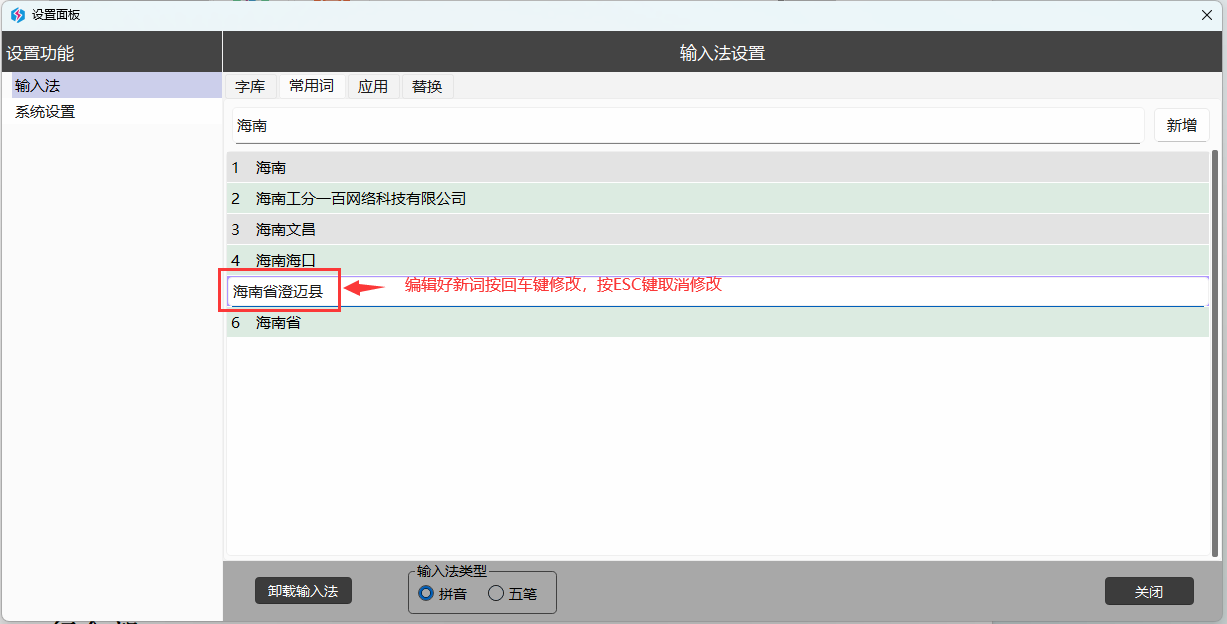 设置面板
设置功能
输入法设置
输入法
系统设置
字库 常用词 应用 替换
海南
新增
1 海南
2 海南工分一百网络科技有限公司
3 海南文昌
4 海南海口
海南省澄迈县
编辑好新词按回车键修改，按ESC键取消修改
6 海南省
卸载输入法
输入法类型
拼音 五笔
关闭